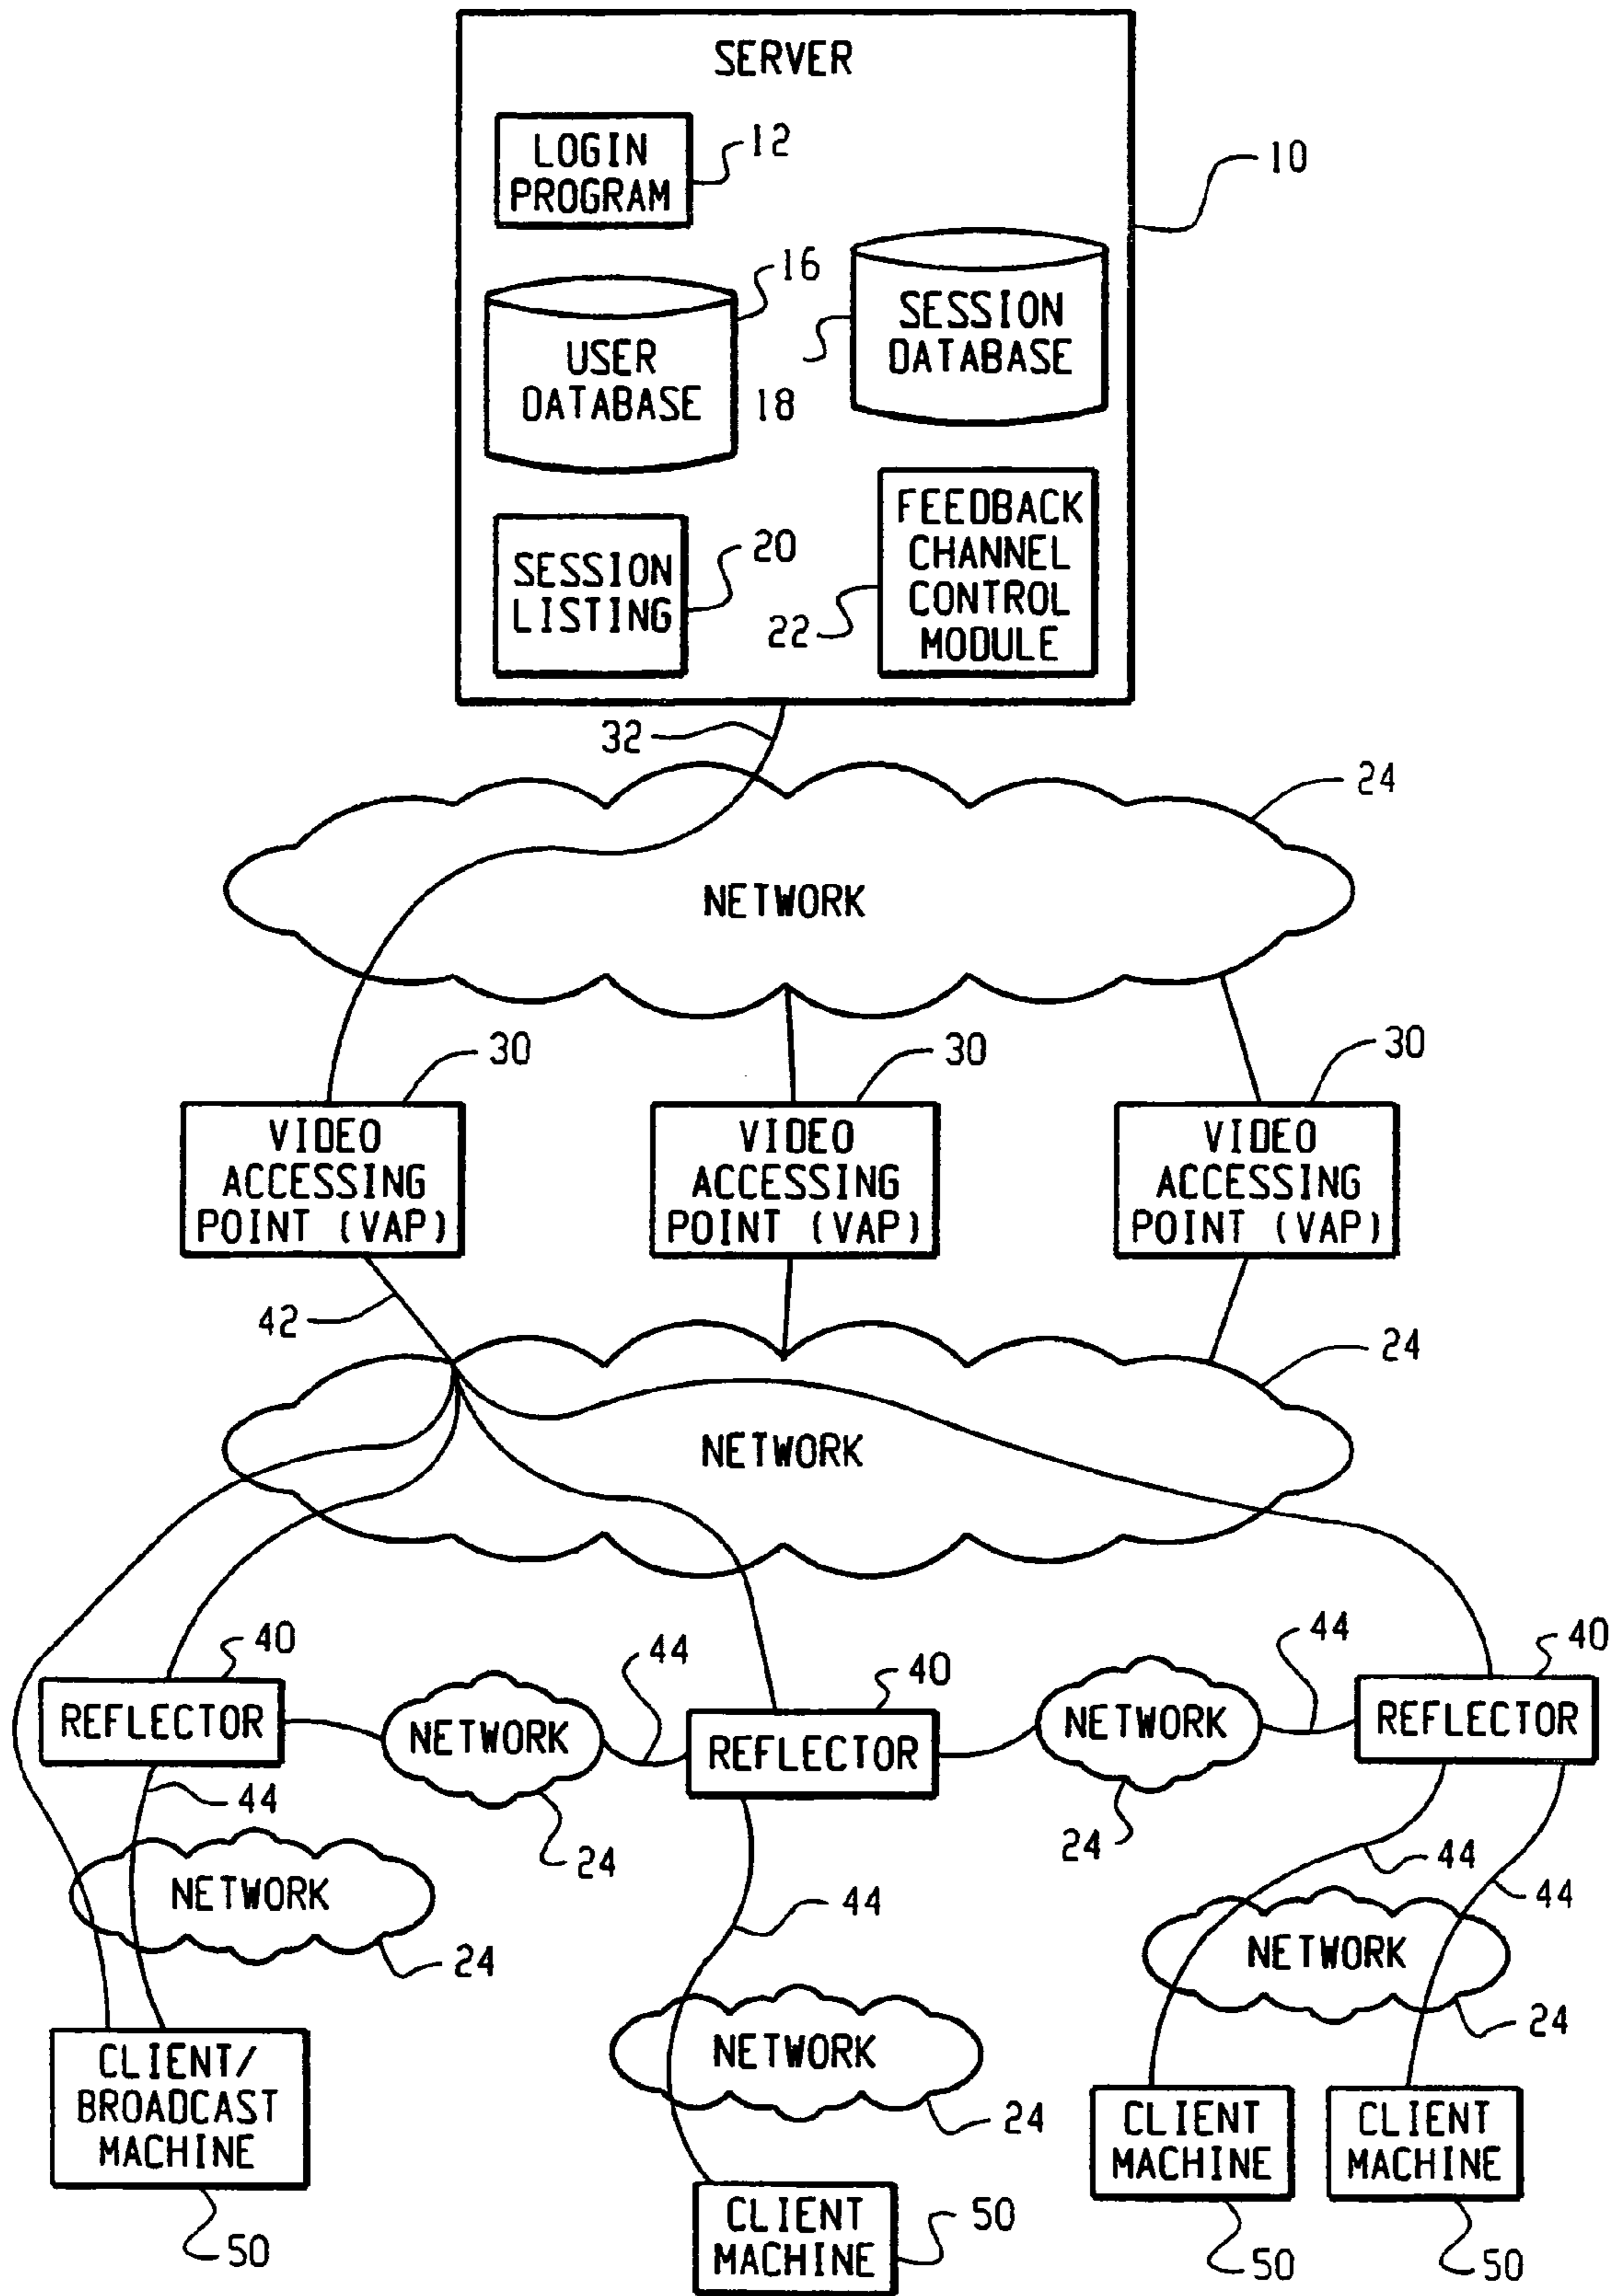 SERVER
LOGIN
PROGRAM
12
10
16
USER
DATABASE
18
SESSION
DATABASE
SESSION
LISTING
20
FEEDBACK
CHANNEL
CONTROL
MODULE
22
32
24
NETWORK
30
30
30
VIDEO
ACCESSING
POINT (VAP)
VIDEO
ACCESSING
POINT (VAP)
VIDEO
ACCESSING
POINT (VAP)
42
24
NETWORK
40
REFLECTOR
44
NETWORK
24
40
REFLECTOR
44
NETWORK
24
40
REFLECTOR
44
NETWORK
24
44
44
44
NETWORK
24
NETWORK
24
CLIENT/
BROADCAST
MACHINE
50
CLIENT
MACHINE
50
CLIENT
MACHINE
50
CLIENT
MACHINE
50